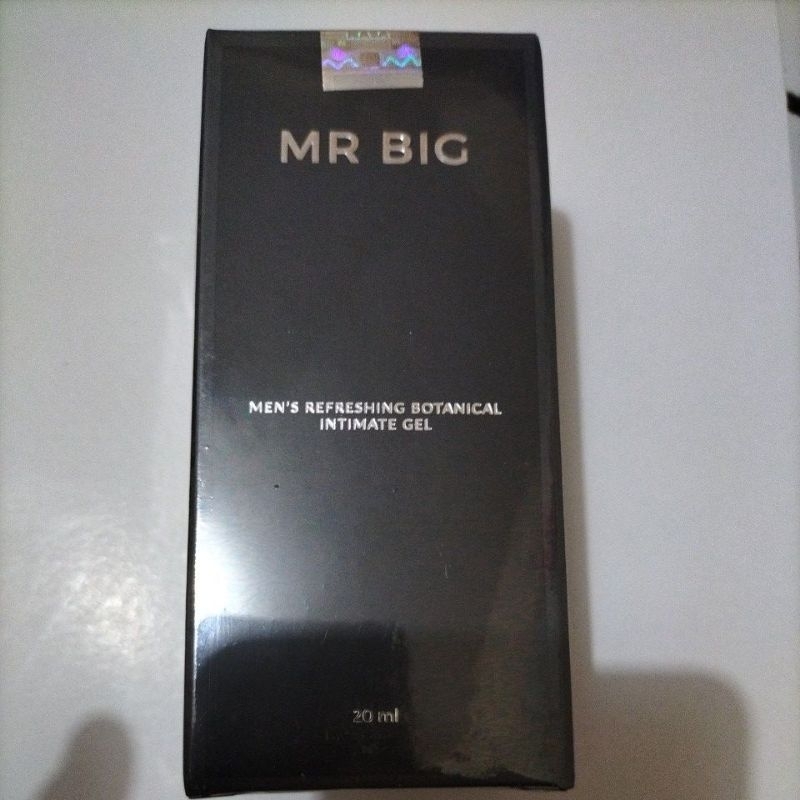 MR BIG
MEN'S REFRESHING BOTANICAL
INTIMATE GEL
20 ml